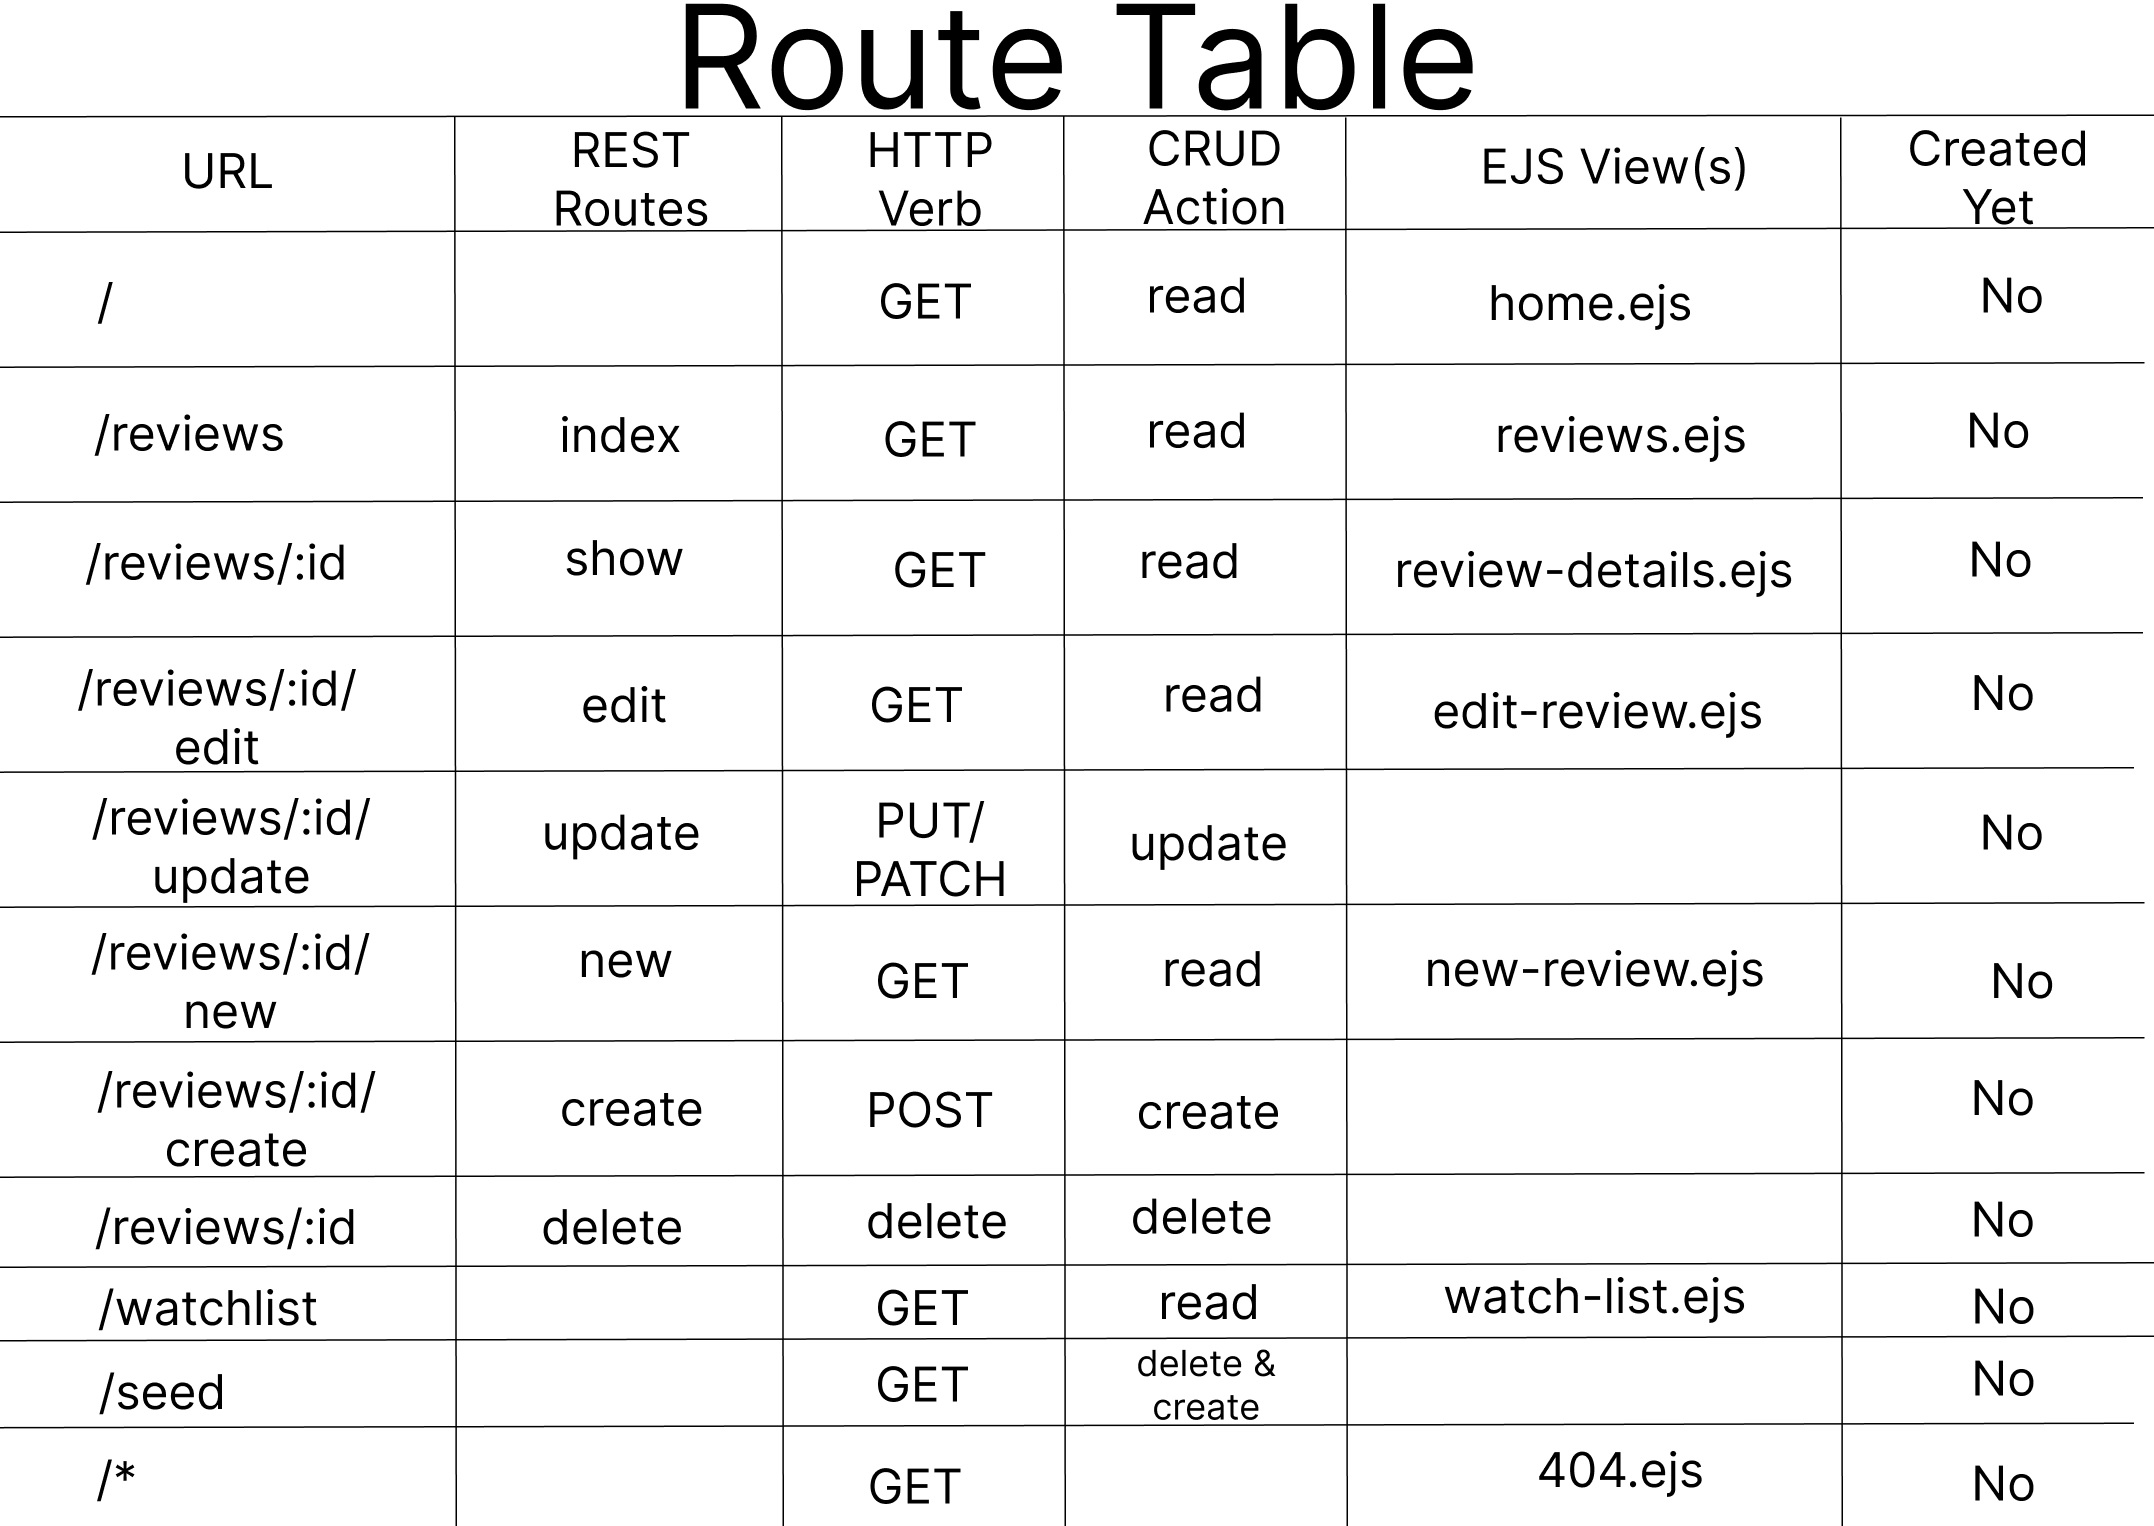 Route Table
URL
REST
Routes
HTTP
Verb
CRUD
Action
EJS View(s)
Created
Yet
/
GET
read
home.ejs
No
/reviews
index
GET
read
reviews.ejs
No
/reviews/:id
show
GET
read
review-details.ejs
No
/reviews/:id/
edit
edit
GET
read
edit-review.ejs
No
/reviews/:id/
update
update
PUT/
PATCH
update
No
/reviews/:id/
new
new
GET
read
new-review.ejs
No
/reviews/:id/
create
create
POST
create
No
/reviews/:id
delete
delete
delete
No
/watchlist
GET
read
watch-list.ejs
No
/seed
GET
delete &
create
No
/*
GET
404.ejs
No